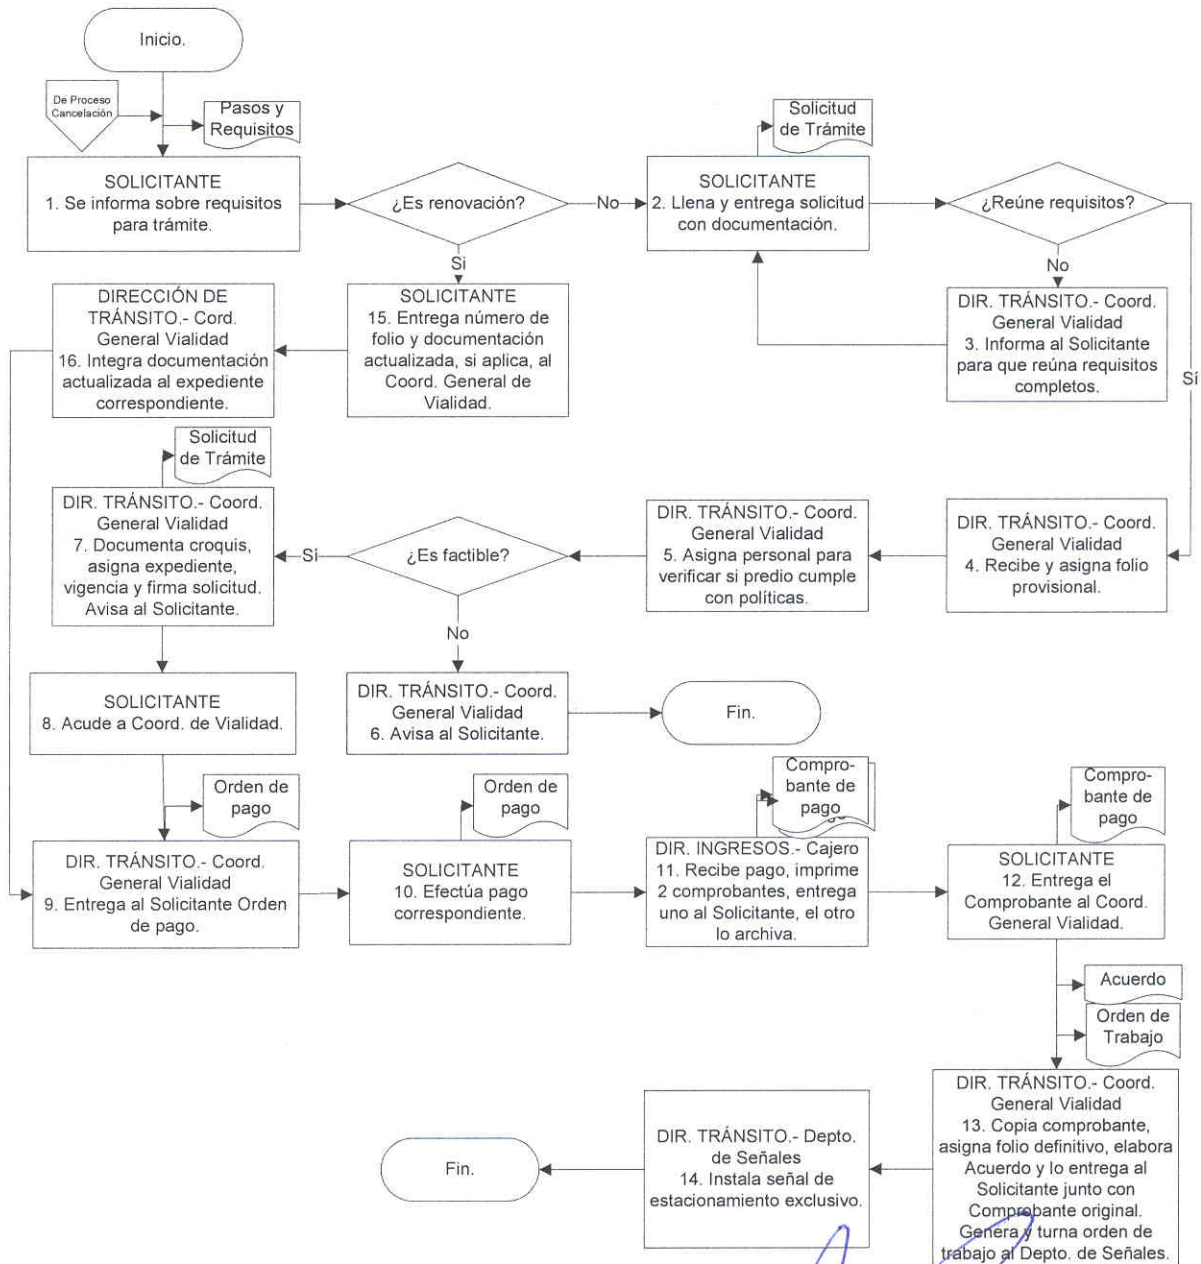 Inicio.
De Proceso
Cancelación
Pasos y
Requisitos
SOLICITANTE
1. Se informa sobre requisitos
para trámite.
¿Es renovación?
No
Si
Solicitud
de Trámite
SOLICITANTE
2. Llena y entrega solicitud
con documentación.
¿Reúne requisitos?
No
Sí
DIR. TRÁNSITO.- Coord.
General Vialidad
3. Informa al Solicitante
para que reúna requisitos
completos.
SOLICITANTE
15. Entrega número de
folio y documentación
actualizada, si aplica, al
Coord. General de
Vialidad.
DIRECCIÓN DE
TRÁNSITO.- Cord.
General Vialidad
16. Integra documentación
actualizada al expediente
correspondiente.
Solicitud
de Trámite
DIR. TRÁNSITO.- Coord.
General Vialidad
7. Documenta croquis,
asigna expediente,
vigencia y firma solicitud.
Avisa al Solicitante.
Sí
¿Es factible?
No
DIR. TRÁNSITO.- Coord.
General Vialidad
5. Asigna personal para
verificar si predio cumple
con políticas.
DIR. TRÁNSITO.- Coord.
General Vialidad
4. Recibe y asigna folio
provisional.
SOLICITANTE
8. Acude a Coord. de Vialidad.
DIR. TRÁNSITO.- Coord.
General Vialidad
6. Avisa al Solicitante.
Fin.
Orden de
pago
DIR. TRÁNSITO.- Coord.
General Vialidad
9. Entrega al Solicitante Orden
de pago.
Orden de
pago
SOLICITANTE
10. Efectúa pago
correspondiente.
Compro-
bante de
pago
DIR. INGRESOS.- Cajero
11. Recibe pago, imprime
2 comprobantes, entrega
uno al Solicitante, el otro
lo archiva.
Compro-
bante de
pago
SOLICITANTE
12. Entrega el
Comprobante al Coord.
General Vialidad.
Acuerdo
Orden de
Trabajo
DIR. TRÁNSITO.- Coord.
General Vialidad
13. Copia comprobante,
asigna folio definitivo, elabora
Acuerdo y lo entrega al
Solicitante junto con
Comprobante original.
Genera y turna orden de
trabajo al Depto. de Señales.
DIR. TRÁNSITO.- Depto.
de Señales
14. Instala señal de
estacionamiento exclusivo.
Fin.